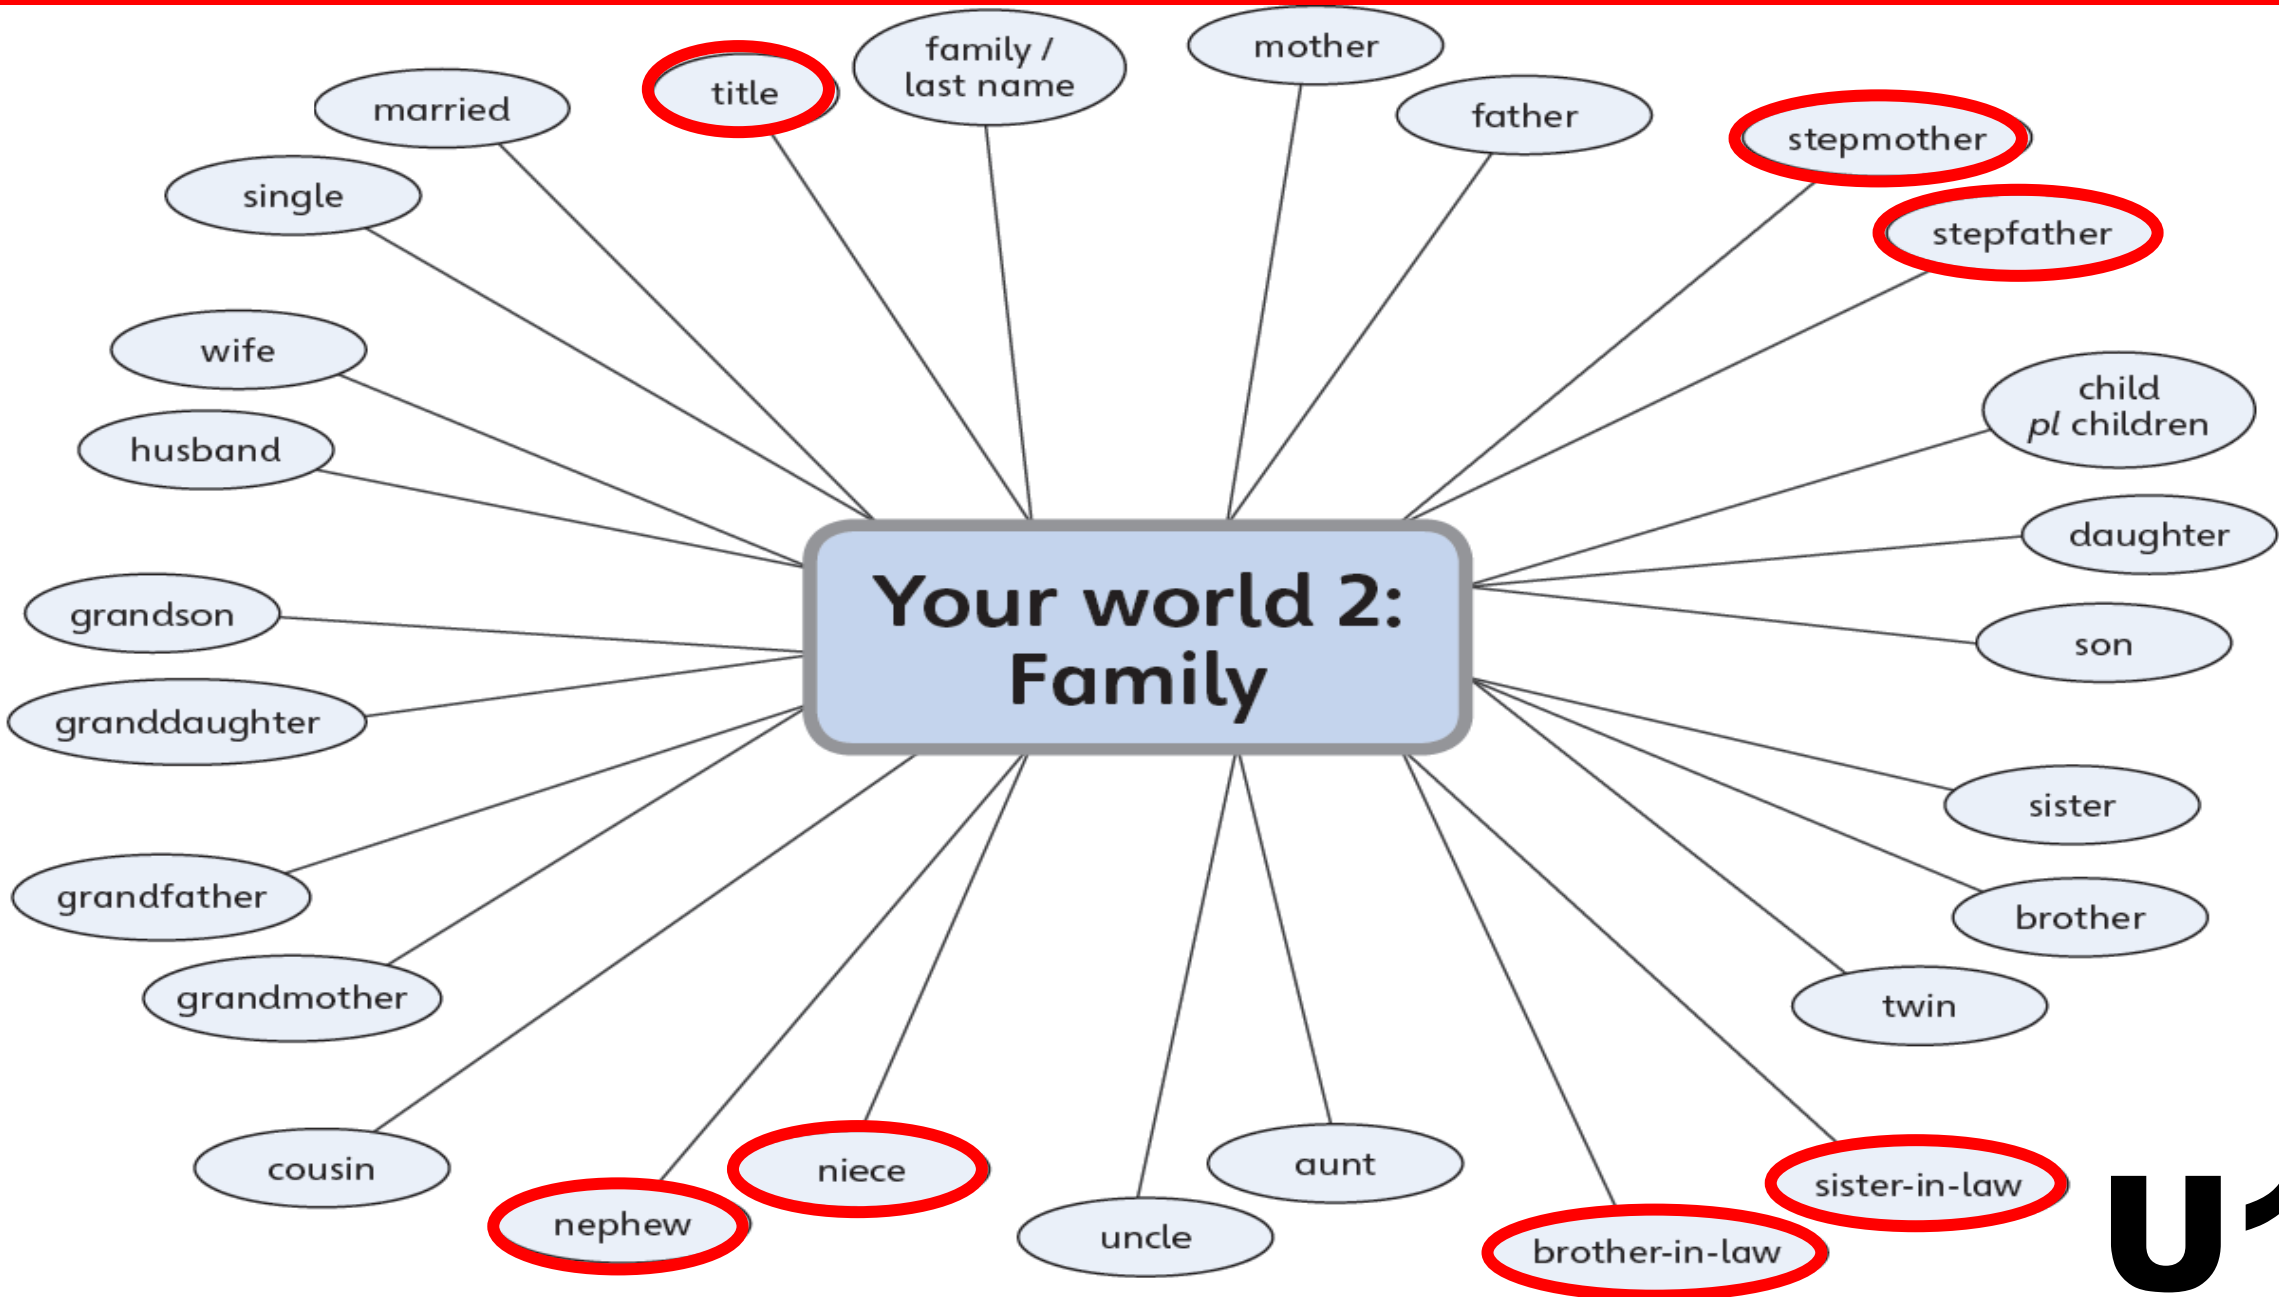 mother
family /
last name
title
married
father
stepmother
single
stepfather
wife
child
pl children
husband
daughter
Your world 2:
Family
grandson
son
granddaughter
sister
grandfather
brother
grandmother
twin
cousin
niece
aunt
sister-in-law
nephew
uncle
brother-in-law
U1